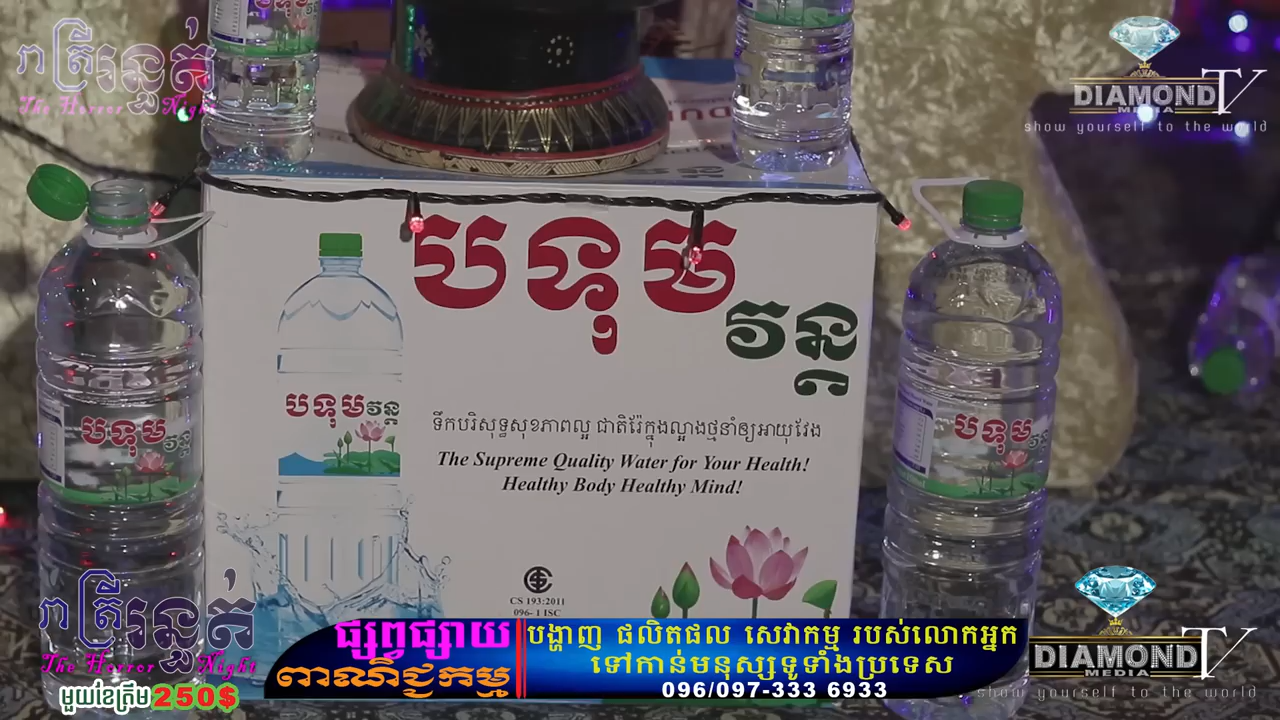 រាត្រីរន្ធត់
The Horror Night
DIAMOND TV
MEDIA
show yourself to the world
បទុម
វន្ត
បទុមវន្ត
ទឹកបរិសុទ្ធសុខភាពល្អ ជាតិរ៉ែក្នុងល្អាងថ្មនាំឲ្យអាយុវែង
The Supreme Quality Water for Your Health!
Healthy Body Healthy Mind!
បទុមវន្ត
បទុមវន្ត
CS 193:2011
096- 1 ISC
រាត្រីរន្ធត់
The Horror Night
មួយខែត្រឹម 250$
ផ្សព្វផ្សាយ
ពាណិជ្ជកម្ម
បង្ហាញ ផលិតផល សេវាកម្ម របស់លោកអ្នក
ទៅកាន់មនុស្សទូទាំងប្រទេស
096/097-333 6933
DIAMOND TV
MEDIA
show yourself to the world